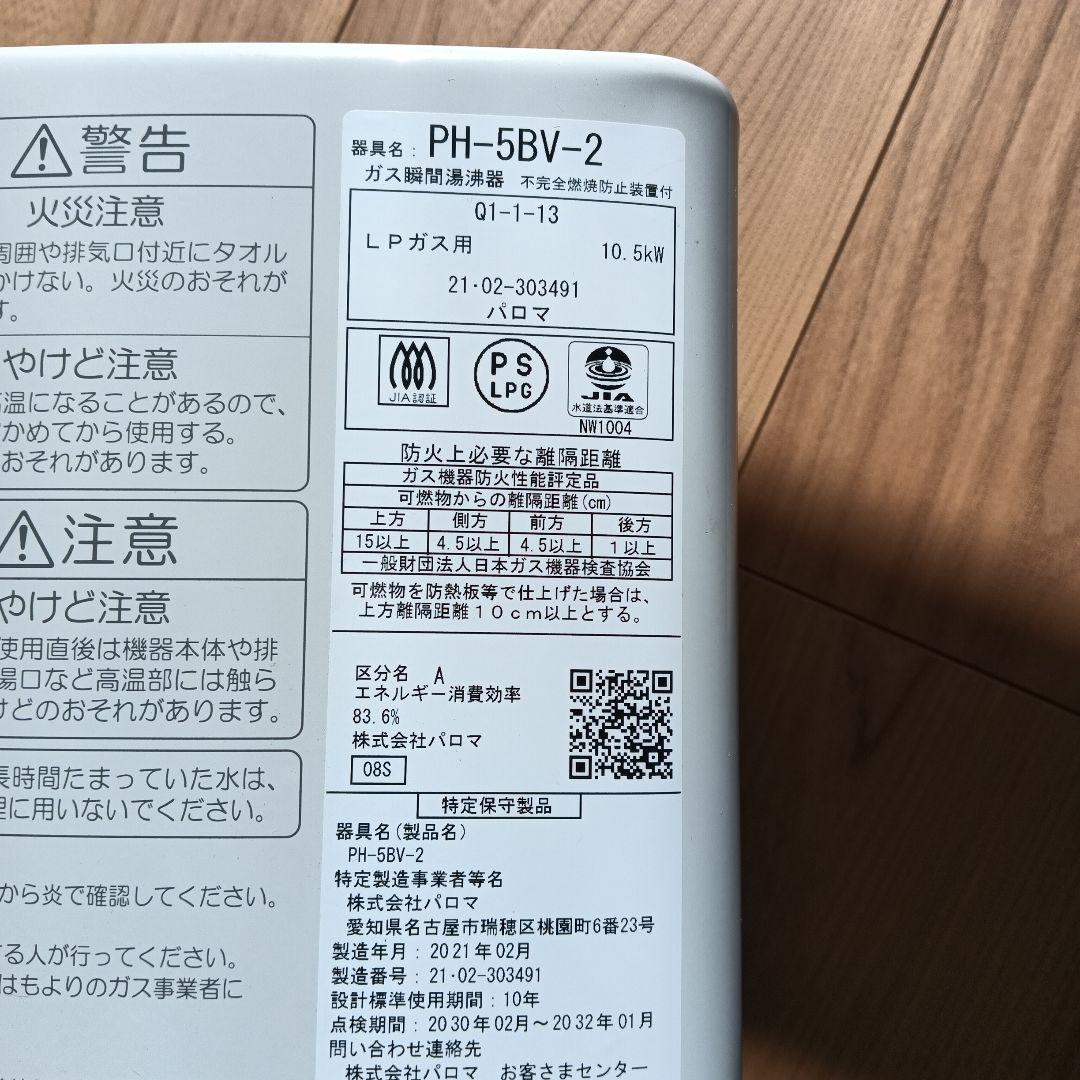 警告
火災注意
周囲や排気口付近にタオル
かけない。火災のおそれが
す。
やけど注意
高温になることがあるので、
かめてから使用する。
おそれがあります。
注意
やけど注意
使用直後は機器本体や排
湯口など高温部には触ら
けどのおそれがあります。
長時間たまっていた水は、
理に用いないでください。
から炎で確認してください。
する人が行ってください。
はもよりのガス事業者に
器具名: PH-5BV-2
ガス瞬間湯沸器 不完全燃焼防止装置付
Q1-1-13
LPガス用 10.5kW
21・02-303491
パロマ
JIA認証
PS
LPG
JIA
水道法基準適合
NW1004
防火上必要な離隔距離
ガス機器防火性能評定品
可燃物からの離隔距離(cm)
上方 側方 前方 後方
15以上 4.5以上 4.5以上 1以上
一般財団法人日本ガス機器検査協会
可燃物を防熱板等で仕上げた場合は、
上方離隔距離10cm以上とする。
区分名 A
エネルギー消費効率
83.6%
株式会社パロマ
08S
特定保守製品
器具名(製品名)
PH-5BV-2
特定製造事業者等名
株式会社パロマ
愛知県名古屋市瑞穂区桃園町6番23号
製造年月:2021年02月
製造番号:21・02-303491
設計標準使用期間:10年
点検期間:2030年02月～2032年01月
問い合わせ連絡先
株式会社パロマ お客さまセンター